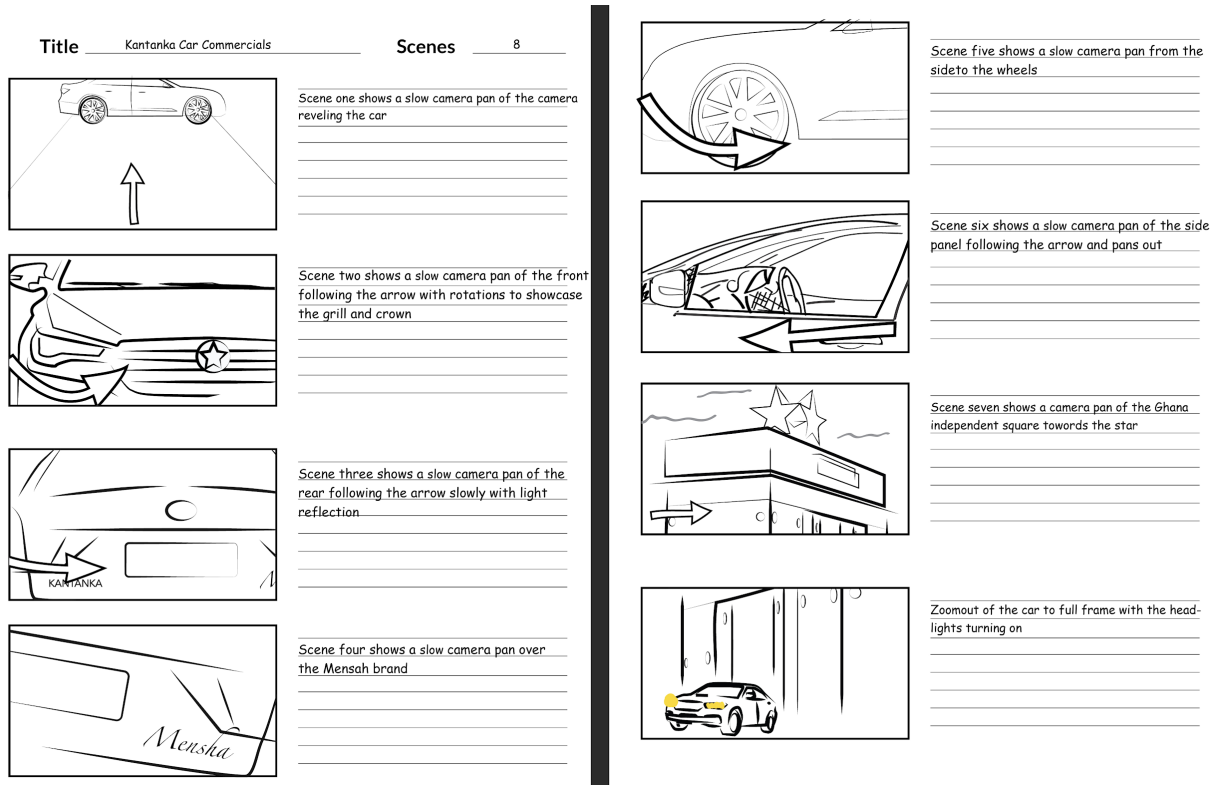 Title Kantanka Car Commercials Scenes 8
Scene one shows a slow camera pan of the camera
reveling the car
Scene two shows a slow camera pan of the front
following the arrow with rotations to showcase
the grill and crown
Scene three shows a slow camera pan of the
rear following the arrow slowly with light
reflection
KANTANKA
M
Scene four shows a slow camera pan over
the Mensah brand
Mensha
Scene five shows a slow camera pan from the
sideto the wheels
Scene six shows a slow camera pan of the side
panel following the arrow and pans out
Scene seven shows a camera pan of the Ghana
independent square towords the star
Zoomout of the car to full frame with the head-
lights turning on